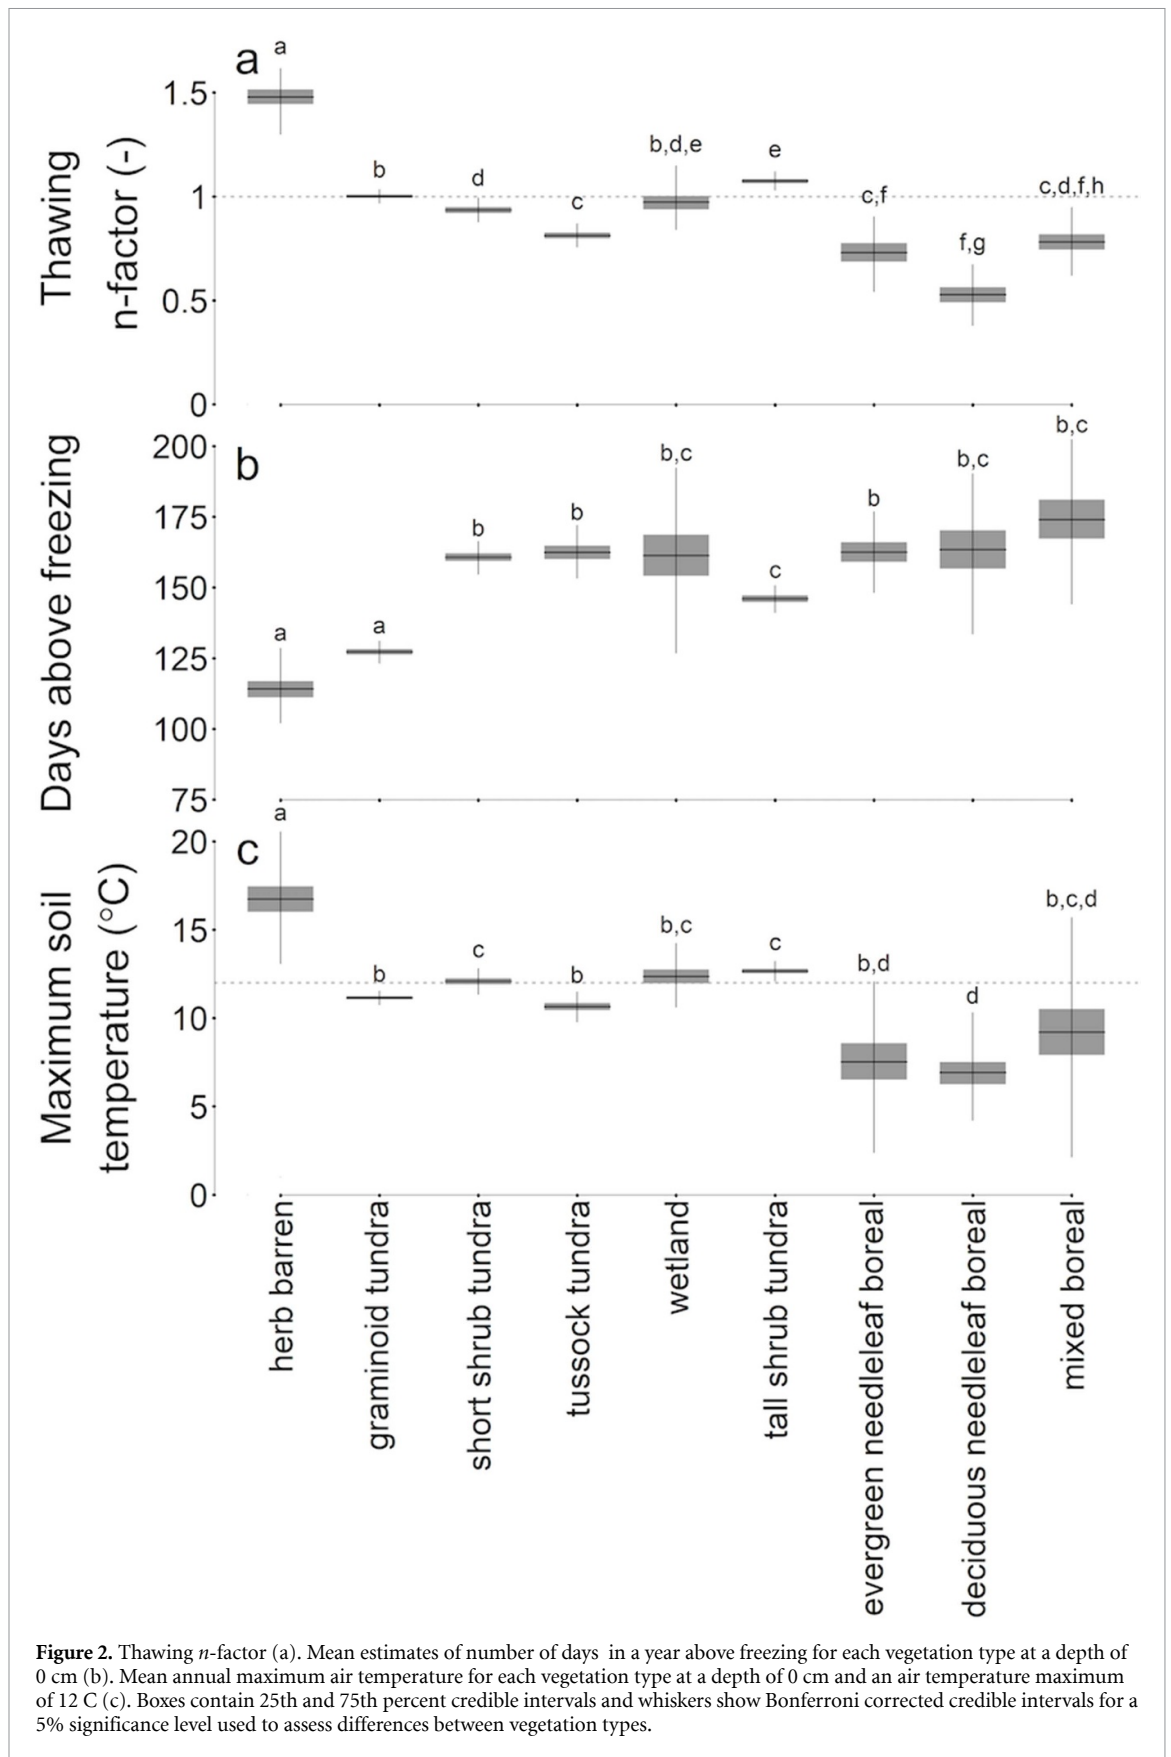 a
a
1.5
1
0.5
0
Thawing
n-factor (-)
b
d
c
b,d,e
e
c,f
f,g
c,d,f,h
b
200
175
150
125
100
75
Days above freezing
a
a
b
b
b,c
c
b
b,c
b,c
c
20
15
10
5
0
Maximum soil
temperature (°C)
a
b
c
b
b,c
c
b,d
d
b,c,d
herb barren
graminoid tundra
short shrub tundra
tussock tundra
wetland
tall shrub tundra
evergreen needleleaf boreal
deciduous needleleaf boreal
mixed boreal
Figure 2. Thawing n-factor (a). Mean estimates of number of days in a year above freezing for each vegetation type at a depth of
0 cm (b). Mean annual maximum air temperature for each vegetation type at a depth of 0 cm and an air temperature maximum
of 12 C (c). Boxes contain 25th and 75th percent credible intervals and whiskers show Bonferroni corrected credible intervals for a
5% significance level used to assess differences between vegetation types.